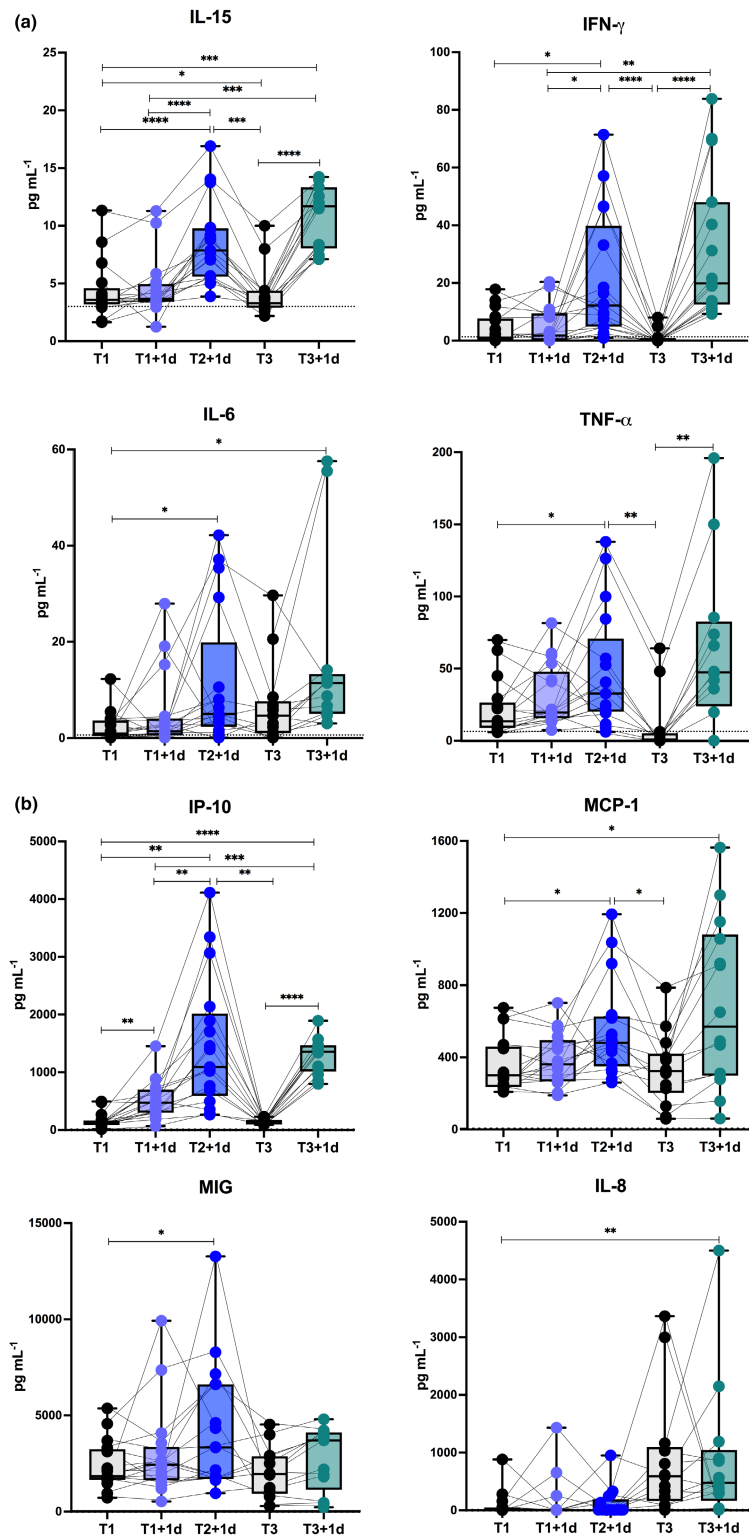 (a)
IL-15
25
20
15
10
5
0
pg mL-1
***
*
***
****
**** ***
****
T1 T1+1d T2+1d T3 T3+1d
IFN-γ
100
80
60
40
20
0
pg mL-1
*
**
* **** ****
T1 T1+1d T2+1d T3 T3+1d
IL-6
60
40
20
0
pg mL-1
*
*
T1 T1+1d T2+1d T3 T3+1d
TNF-α
200
150
100
50
0
pg mL-1
**
* **
T1 T1+1d T2+1d T3 T3+1d
(b)
IP-10
5000
4000
3000
2000
1000
0
pg mL-1
****
**
***
** **
****
**
T1 T1+1d T2+1d T3 T3+1d
MCP-1
1600
1200
800
400
0
pg mL-1
*
* *
T1 T1+1d T2+1d T3 T3+1d
MIG
15000
10000
5000
0
pg mL-1
*
T1 T1+1d T2+1d T3 T3+1d
IL-8
5000
4000
3000
2000
1000
0
pg mL-1
**
T1 T1+1d T2+1d T3 T3+1d